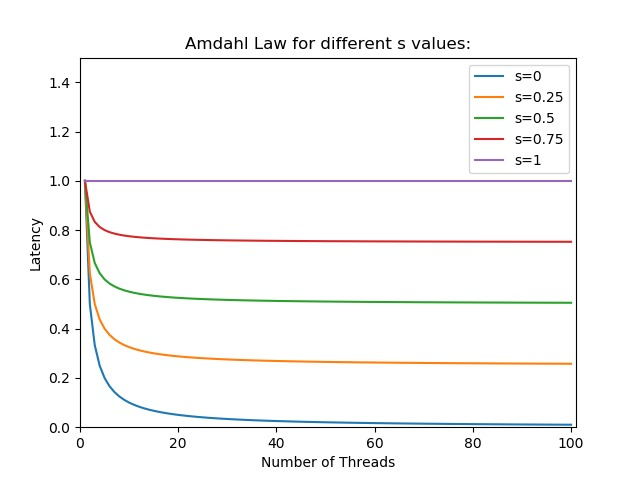 Amdahl Law for different s values:
Latency
1.4
1.2
1.0
0.8
0.6
0.4
0.2
0.0
s=0
s=0.25
s=0.5
s=0.75
s=1
0 20 40 60 80 100
Number of Threads